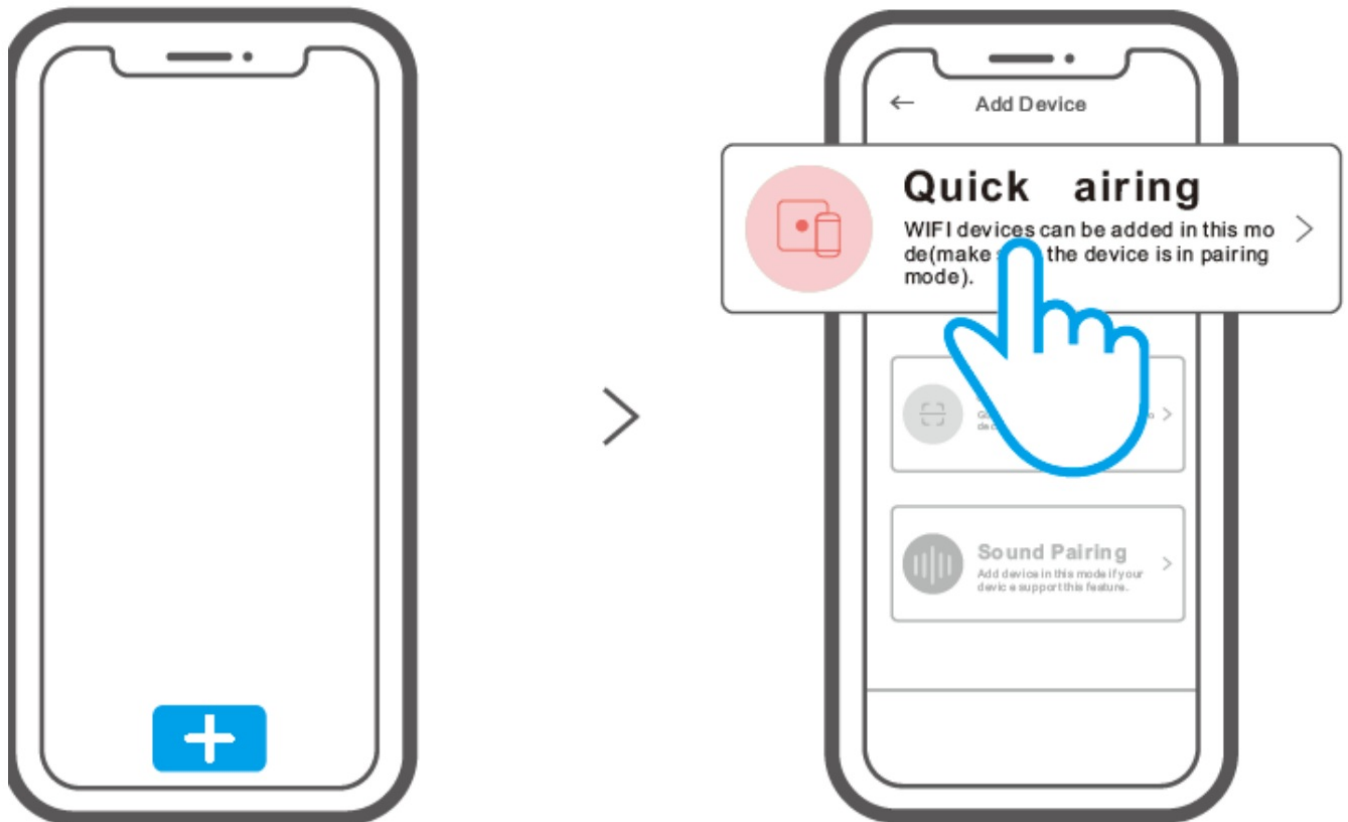 Add Device
Quick airing
WIFI devices can be added in this mo
de(make the device is in pairing
mode).
Sound Pairing
Add device in this mode if your
device support this feature.